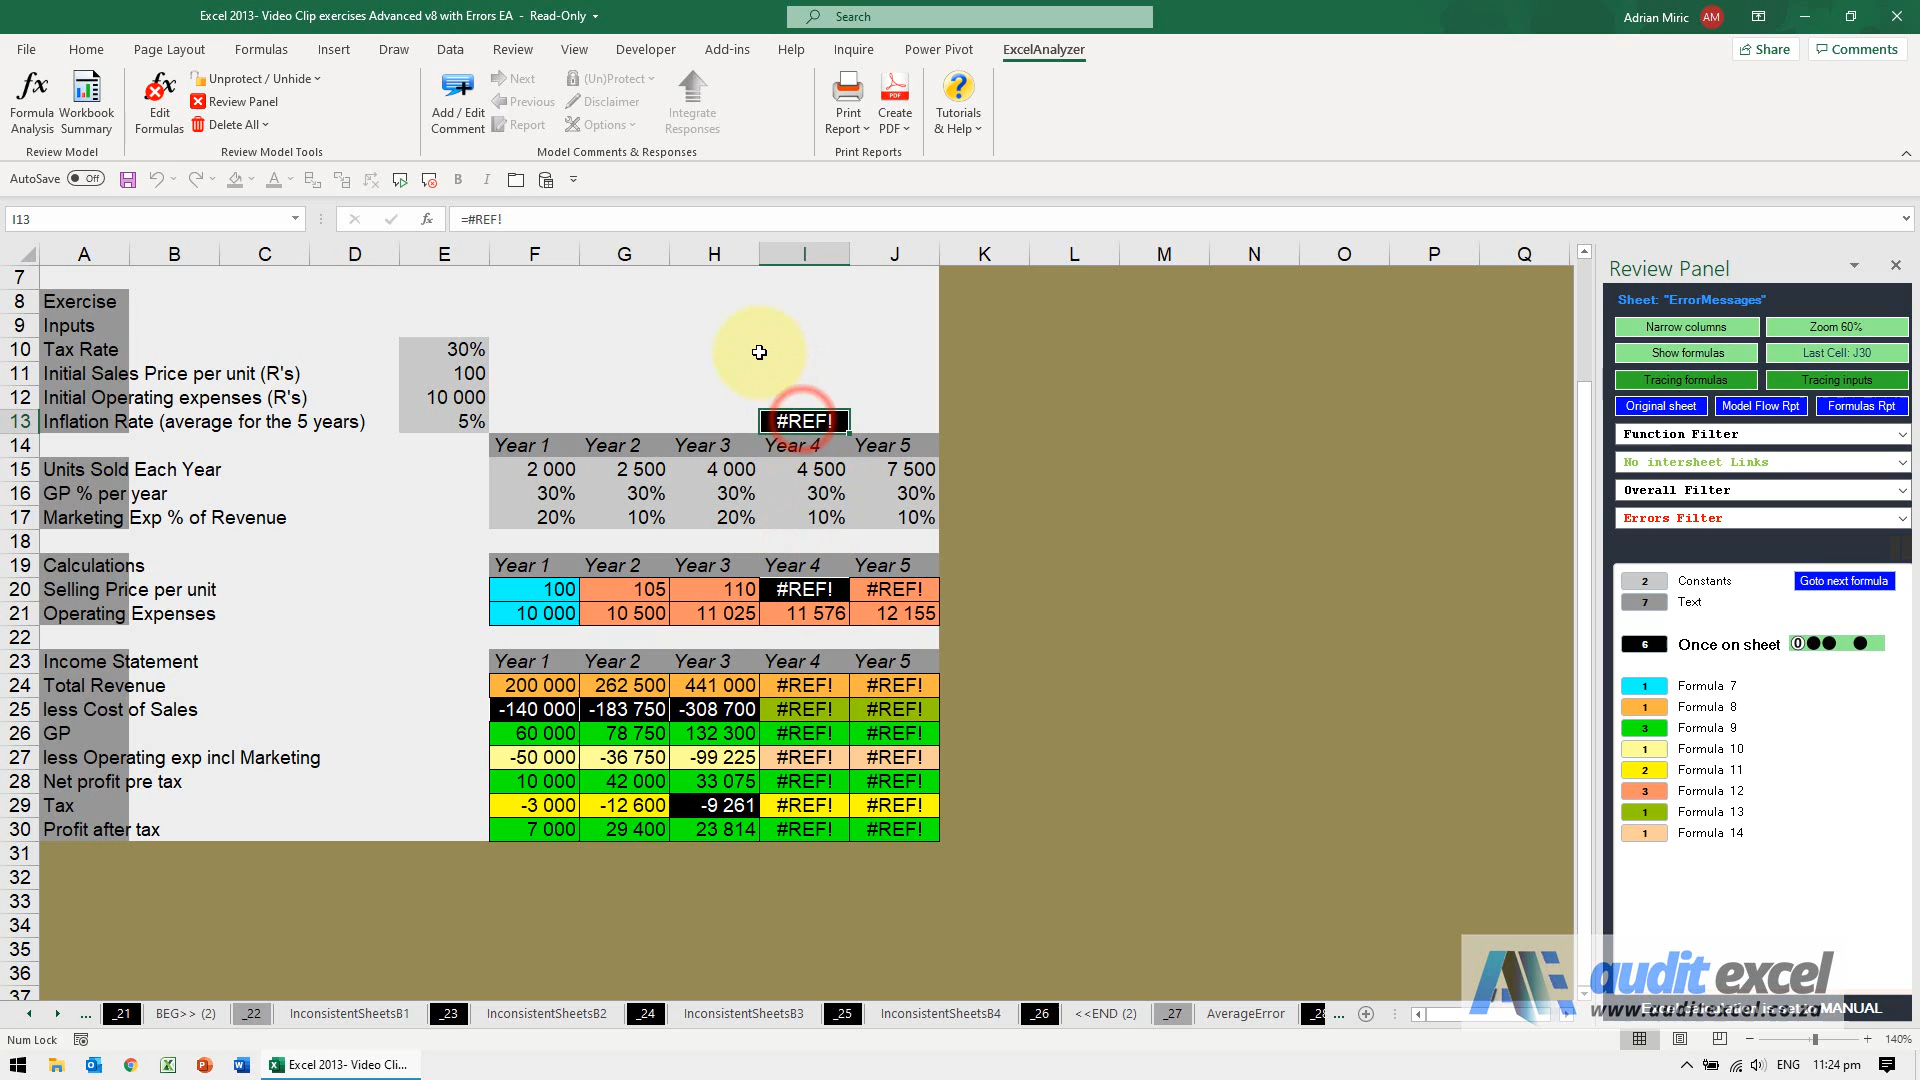 Excel 2013- Video Clip exercises Advanced v8 with Errors EA - Read-Only
Search
Adrian Miric AM
File Home Page Layout Formulas Insert Draw Data Review View Developer Add-ins Help Inquire Power Pivot ExcelAnalyzer Share Comments
Formula Analysis
Workbook Summary
Review Model
Edit Formulas
Unprotect / Unhide
Review Panel
Delete All
Review Model Tools
Add / Edit Comment
Next
Previous
Report
(Un)Protect
Disclaimer
Options
Integrate Responses
Model Comments & Responses
Print Report
Create PDF
Print Reports
Tutorials & Help
AutoSave Off
I13 fx =#REF!
A B C D E F G H I J K L M N O P Q
7
8 Exercise
9 Inputs
10 Tax Rate 30%
11 Initial Sales Price per unit (R's) 100
12 Initial Operating expenses (R's) 10 000
13 Inflation Rate (average for the 5 years) 5% #REF!
14 Year 1 Year 2 Year 3 Year 4 Year 5
15 Units Sold Each Year 2 000 2 500 4 000 4 500 7 500
16 GP % per year 30% 30% 30% 30% 30%
17 Marketing Exp % of Revenue 20% 10% 20% 10% 10%
18
19 Calculations Year 1 Year 2 Year 3 Year 4 Year 5
20 Selling Price per unit 100 105 110 #REF! #REF!
21 Operating Expenses 10 000 10 500 11 025 11 576 12 155
22
23 Income Statement Year 1 Year 2 Year 3 Year 4 Year 5
24 Total Revenue 200 000 262 500 441 000 #REF! #REF!
25 less Cost of Sales -140 000 -183 750 -308 700 #REF! #REF!
26 GP 60 000 78 750 132 300 #REF! #REF!
27 less Operating exp incl Marketing -50 000 -36 750 -99 225 #REF! #REF!
28 Net profit pre tax 10 000 42 000 33 075 #REF! #REF!
29 Tax -3 000 -12 600 -9 261 #REF! #REF!
30 Profit after tax 7 000 29 400 23 814 #REF! #REF!
31
32
33
34
35
36
37
Review Panel
Sheet: "ErrorMessages"
Narrow columns Zoom 60%
Show formulas Last Cell: J30
Tracing formulas Tracing inputs
Original sheet Model Flow Rpt Formulas Rpt
Function Filter
No intersheet Links
Overall Filter
Errors Filter
2 Constants Goto next formula
7 Text
6 Once on sheet 0
1 Formula 7
1 Formula 8
3 Formula 9
1 Formula 10
2 Formula 11
3 Formula 12
1 Formula 13
1 Formula 14
audit excel
www.auditexcel.co.za
Excel calculation is set to MANUAL
... _21 BEG>> (2) _22 InconsistentSheetsB1 _23 InconsistentSheetsB2 _24 InconsistentSheetsB3 _25 InconsistentSheetsB4 _26 <<END (2) _27 AverageError _28 ...
Num Lock 140%
Excel 2013- Video Clip... ENG 11:24 pm